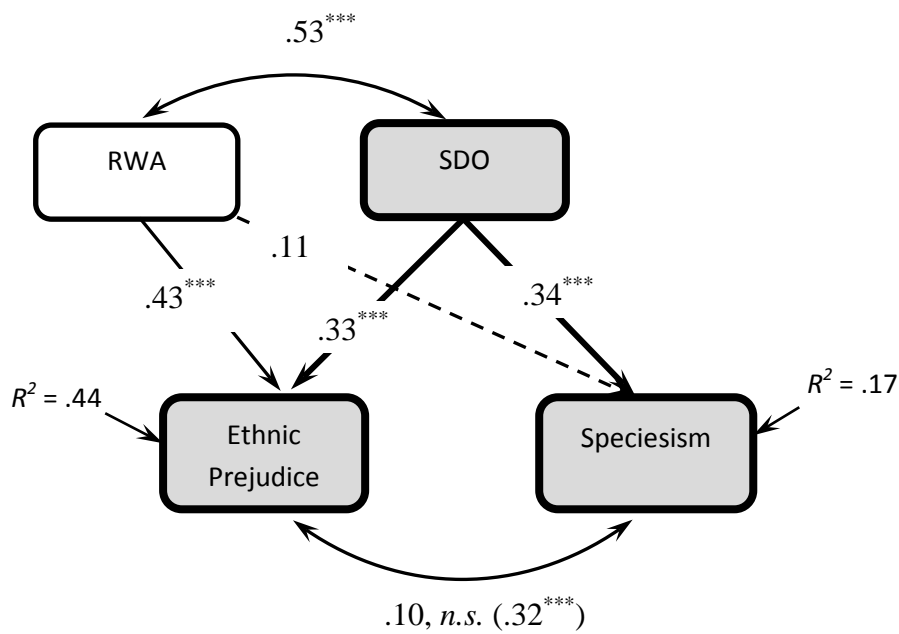 .53***
RWA
SDO
.11
.43***
.34***
.33***
R² = .44
R² = .17
Ethnic
Prejudice
Speciesism
.10, n.s. (.32***)